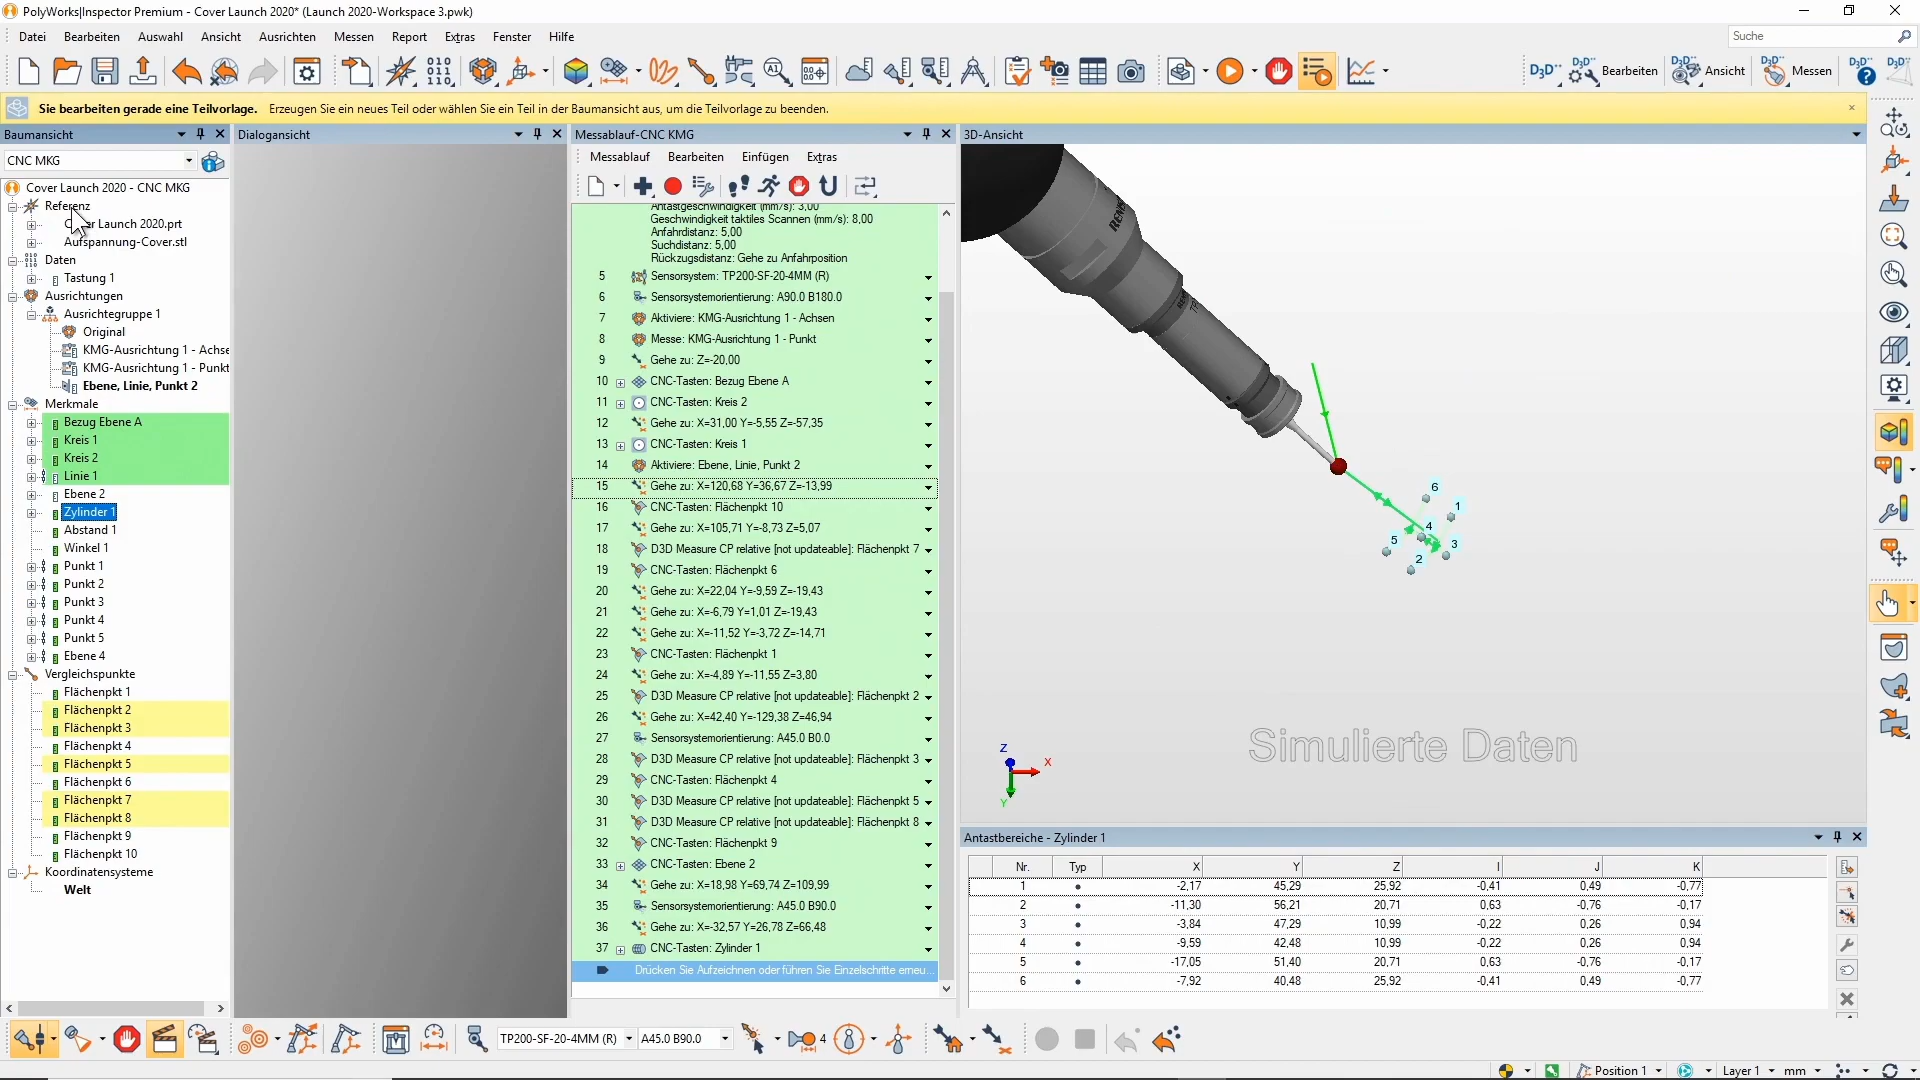 PolyWorks|Inspector Premium - Cover Launch 2020* (Launch 2020-Workspace 3.pwk)
Datei Bearbeiten Auswahl Ansicht Ausrichten Messen Report Extras Fenster Hilfe
Suche
Bearbeiten Ansicht Messen
Sie bearbeiten gerade eine Teilvorlage. Erzeugen Sie ein neues Teil oder wählen Sie ein Teil in der Baumansicht aus, um die Teilvorlage zu beenden.
Baumansicht
CNC MKG
Cover Launch 2020 - CNC MKG
Referenz
Cover Launch 2020.prt
Aufspannung-Cover.stl
Daten
Tastung 1
Ausrichtungen
Ausrichtegruppe 1
Original
KMG-Ausrichtung 1 - Achse
KMG-Ausrichtung 1 - Punkt
Ebene, Linie, Punkt 2
Merkmale
Bezug Ebene A
Kreis 1
Kreis 2
Linie 1
Ebene 2
Zylinder 1
Abstand 1
Winkel 1
Punkt 1
Punkt 2
Punkt 3
Punkt 4
Punkt 5
Ebene 4
Vergleichspunkte
Flächenpkt 1
Flächenpkt 2
Flächenpkt 3
Flächenpkt 4
Flächenpkt 5
Flächenpkt 6
Flächenpkt 7
Flächenpkt 8
Flächenpkt 9
Flächenpkt 10
Koordinatensysteme
Welt
Dialogansicht
Messablauf-CNC KMG
Messablauf Bearbeiten Einfügen Extras
Antastgeschwindigkeit (mm/s): 3,00
Geschwindigkeit taktiles Scannen (mm/s): 8,00
Anfahrdistanz: 5,00
Suchdistanz: 5,00
Rückzugsdistanz: Gehe zu Anfahrposition
5 Sensorsystem: TP200-SF-20-4MM (R)
6 Sensorsystemorientierung: A90.0 B180.0
7 Aktiviere: KMG-Ausrichtung 1 - Achsen
8 Messe: KMG-Ausrichtung 1 - Punkt
9 Gehe zu: Z=-20,00
10 CNC-Tasten: Bezug Ebene A
11 CNC-Tasten: Kreis 2
12 Gehe zu: X=31,00 Y=-5,55 Z=-57,35
13 CNC-Tasten: Kreis 1
14 Aktiviere: Ebene, Linie, Punkt 2
15 Gehe zu: X=120,68 Y=36,67 Z=-13,99
16 CNC-Tasten: Flächenpkt 10
17 Gehe zu: X=105,71 Y=-8,73 Z=5,07
18 D3D Measure CP relative [not updateable]: Flächenpkt 7
19 CNC-Tasten: Flächenpkt 6
20 Gehe zu: X=22,04 Y=-9,59 Z=-19,43
21 Gehe zu: X=-6,79 Y=1,01 Z=-19,43
22 Gehe zu: X=-11,52 Y=-3,72 Z=-14,71
23 CNC-Tasten: Flächenpkt 1
24 Gehe zu: X=-4,89 Y=-11,55 Z=3,80
25 D3D Measure CP relative [not updateable]: Flächenpkt 2
26 Gehe zu: X=42,40 Y=-129,38 Z=46,94
27 Sensorsystemorientierung: A45.0 B0.0
28 D3D Measure CP relative [not updateable]: Flächenpkt 3
29 CNC-Tasten: Flächenpkt 4
30 D3D Measure CP relative [not updateable]: Flächenpkt 5
31 D3D Measure CP relative [not updateable]: Flächenpkt 8
32 CNC-Tasten: Flächenpkt 9
33 CNC-Tasten: Ebene 2
34 Gehe zu: X=18,98 Y=69,74 Z=109,99
35 Sensorsystemorientierung: A45.0 B90.0
36 Gehe zu: X=-32,57 Y=26,78 Z=66,48
37 CNC-Tasten: Zylinder 1
Drücken Sie Aufzeichnen oder führen Sie Einzelschritte erneu...
3D-Ansicht
6
1
4
5
3
2
Simulierte Daten
Z
X
Y
Antastbereiche - Zylinder 1
Nr. Typ X Y Z I J K
1 • -2,17 45,29 25,92 -0,41 0,49 -0,77
2 • -11,30 56,21 20,71 0,63 -0,76 -0,17
3 • -3,84 47,29 10,99 -0,22 0,26 0,94
4 • -9,59 42,48 10,99 -0,22 0,26 0,94
5 • -17,05 51,40 20,71 0,63 -0,76 -0,17
6 • -7,92 40,48 25,92 -0,41 0,49 -0,77
TP200-SF-20-4MM (R) A45.0 B90.0 4
Position 1 Layer 1 mm